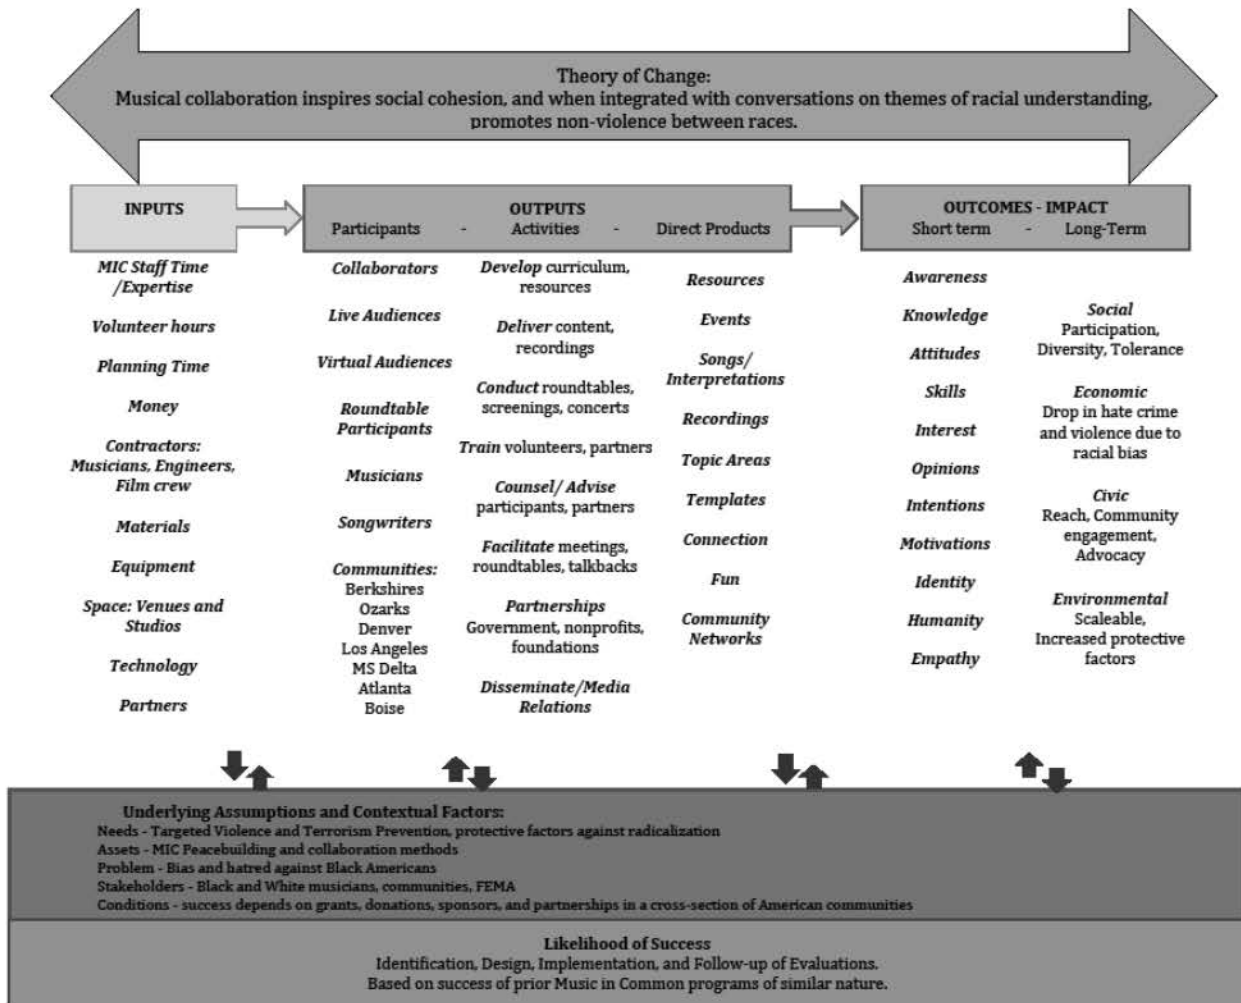 Theory of Change:
Musical collaboration inspires social cohesion, and when integrated with conversations on themes of racial understanding,
promotes non-violence between races.
INPUTS
OUTPUTS
Participants - Activities - Direct Products
OUTCOMES - IMPACT
Short term - Long-Term
MIC Staff Time
/Expertise
Volunteer hours
Planning Time
Money
Contractors:
Musicians, Engineers,
Film crew
Materials
Equipment
Space: Venues and
Studios
Technology
Partners
Collaborators
Live Audiences
Virtual Audiences
Roundtable
Participants
Musicians
Songwriters
Communities:
Berkshires
Ozarks
Denver
Los Angeles
MS Delta
Atlanta
Boise
Develop curriculum,
resources
Deliver content,
recordings
Conduct roundtables,
screenings, concerts
Train volunteers, partners
Counsel/ Advise
participants, partners
Facilitate meetings,
roundtables, talkbacks
Partnerships
Government, nonprofits,
foundations
Disseminate/Media
Relations
Resources
Events
Songs/
Interpretations
Recordings
Topic Areas
Templates
Connection
Fun
Community
Networks
Awareness
Knowledge
Attitudes
Skills
Interest
Opinions
Intentions
Motivations
Identity
Humanity
Empathy
Social
Participation,
Diversity, Tolerance
Economic
Drop in hate crime
and violence due to
racial bias
Civic
Reach, Community
engagement,
Advocacy
Environmental
Scaleable,
Increased protective
factors
Underlying Assumptions and Contextual Factors:
Needs - Targeted Violence and Terrorism Prevention, protective factors against radicalization
Assets - MIC Peacebuilding and collaboration methods
Problem - Bias and hatred against Black Americans
Stakeholders - Black and White musicians, communities, FEMA
Conditions - success depends on grants, donations, sponsors, and partnerships in a cross-section of American communities
Likelihood of Success
Identification, Design, Implementation, and Follow-up of Evaluations.
Based on success of prior Music in Common programs of similar nature.